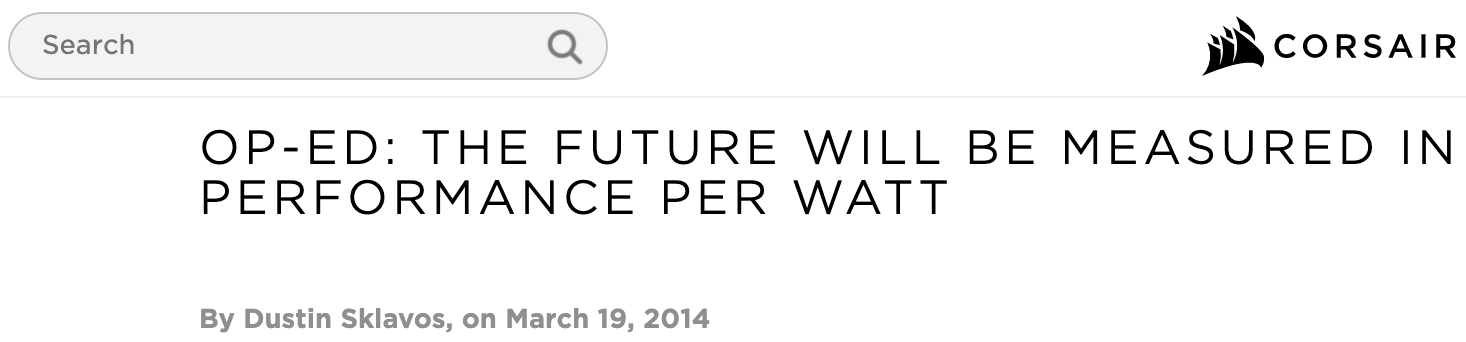 Search
CORSAIR
OP-ED: THE FUTURE WILL BE MEASURED IN
PERFORMANCE PER WATT
By Dustin Sklavos, on March 19, 2014